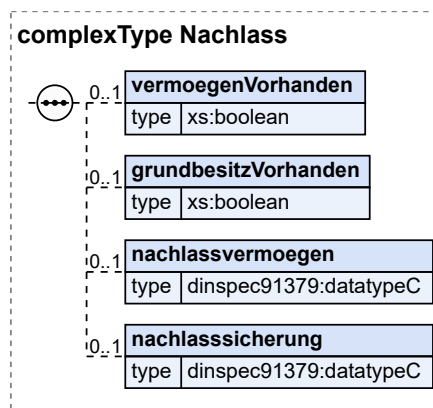 complexType Nachlass
0..1 vermoegenVorhanden
type xs:boolean
0..1 grundbesitzVorhanden
type xs:boolean
0..1 nachlassvermoegen
type dinspec91379:datatypeC
0..1 nachlasssicherung
type dinspec91379:datatypeC